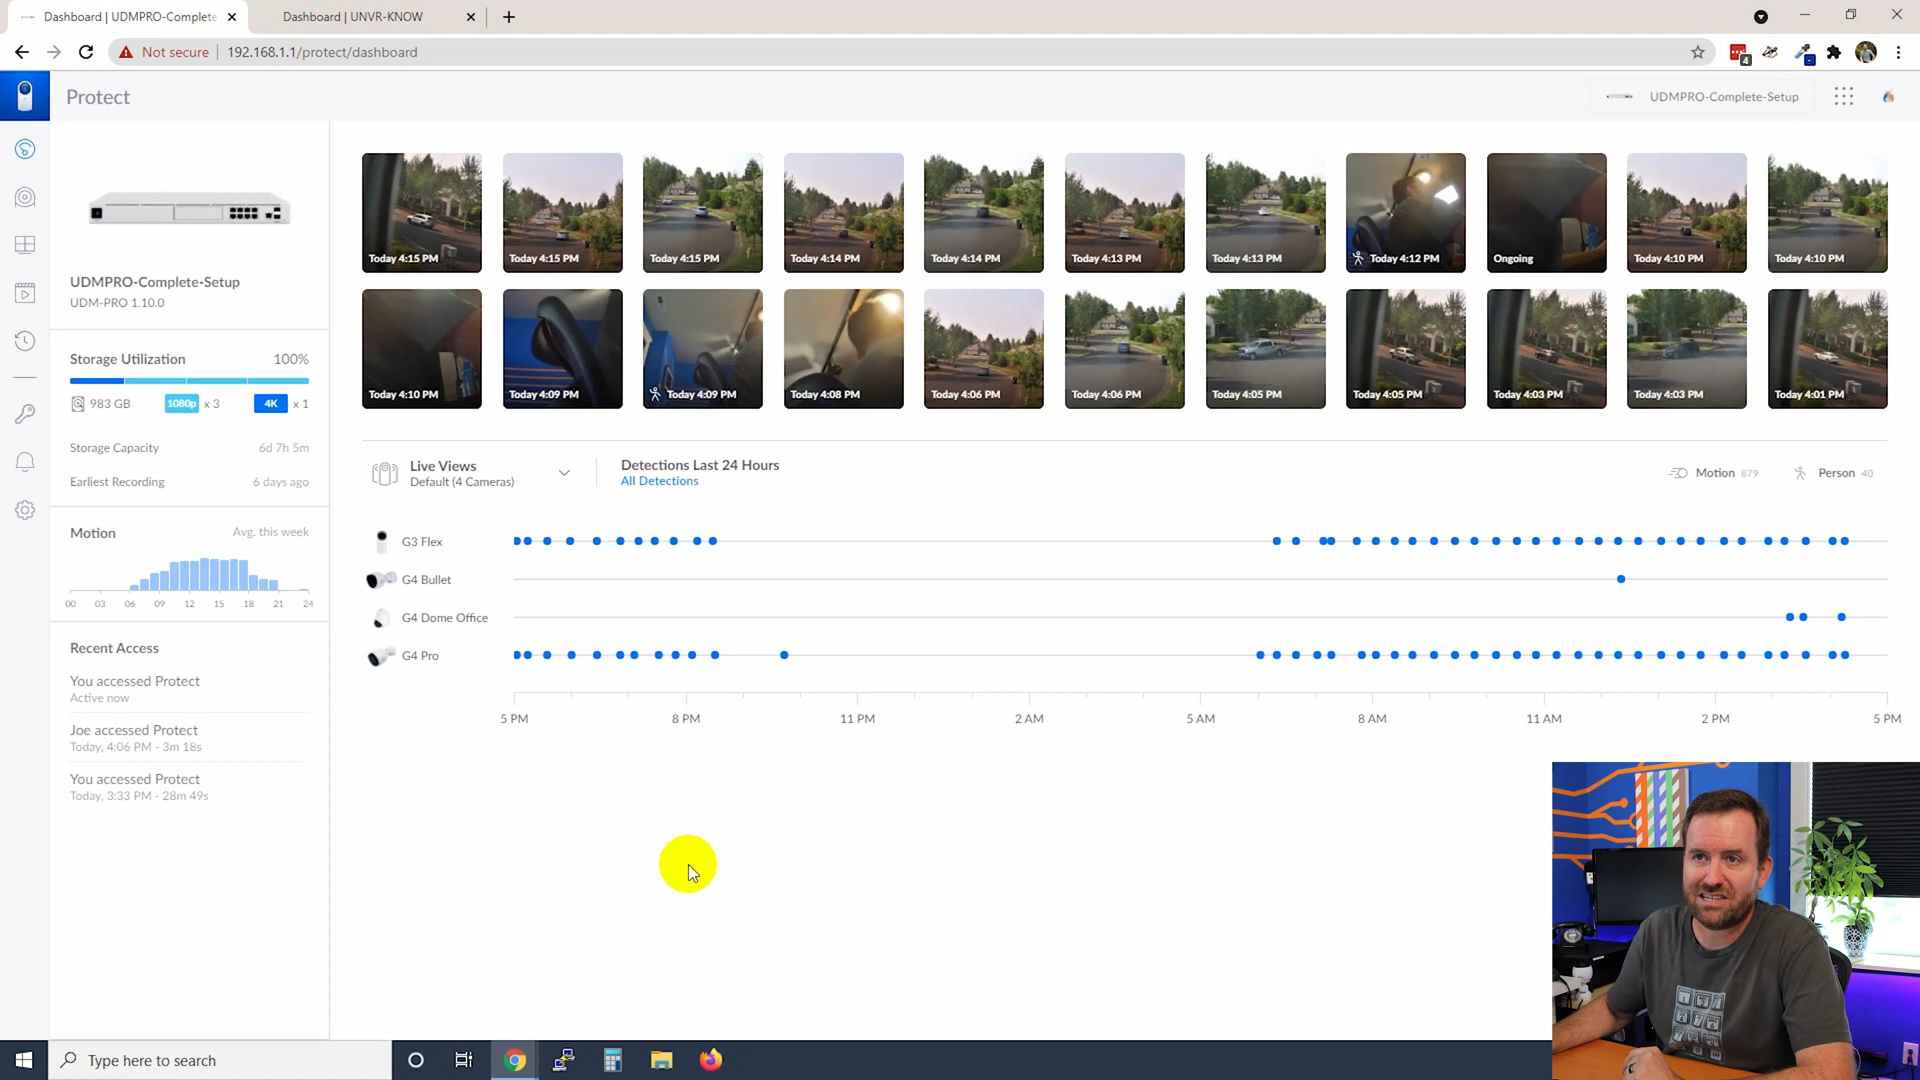 Dashboard | UDMPRO-Complete
Dashboard | UNVR-KNOW
Not secure
192.168.1.1/protect/dashboard
4
Protect
UDMPRO-Complete-Setup
UDMPRO-Complete-Setup
UDM-PRO 1.10.0
Storage Utilization 100%
983 GB 1080p x 3 4K x 1
Storage Capacity 6d 7h 5m
Earliest Recording 6 days ago
Motion Avg. this week
00 03 06 09 12 15 18 21 24
Recent Access
You accessed Protect
Active now
Joe accessed Protect
Today, 4:06 PM - 3m 18s
You accessed Protect
Today, 3:33 PM - 28m 49s
Today 4:15 PM Today 4:15 PM Today 4:15 PM Today 4:14 PM Today 4:14 PM Today 4:13 PM Today 4:13 PM Today 4:12 PM Ongoing Today 4:10 PM Today 4:10 PM
Today 4:10 PM Today 4:09 PM Today 4:09 PM Today 4:08 PM Today 4:06 PM Today 4:06 PM Today 4:05 PM Today 4:05 PM Today 4:03 PM Today 4:03 PM Today 4:01 PM
Live Views
Default (4 Cameras)
Detections Last 24 Hours
All Detections
Motion 879 Person 40
G3 Flex
G4 Bullet
G4 Dome Office
G4 Pro
5 PM 8 PM 11 PM 2 AM 5 AM 8 AM 11 AM 2 PM 5 PM
Type here to search